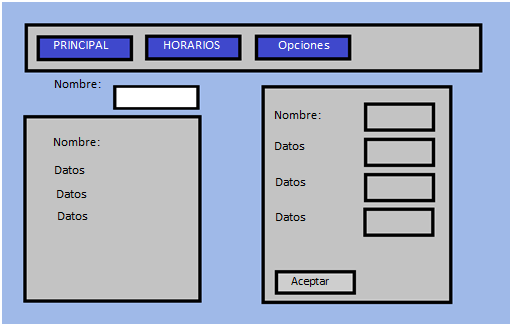 PRINCIPAL
HORARIOS
Opciones
Nombre:
Nombre:
Datos
Datos
Datos
Nombre:
Datos
Datos
Datos
Aceptar